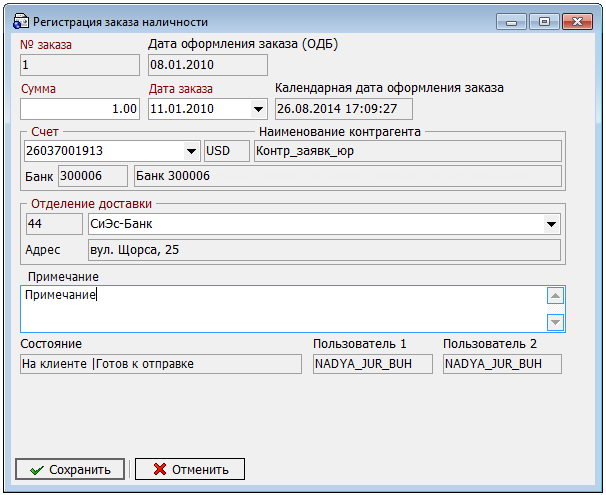 Регистрация заказа наличности
№ заказа Дата оформления заказа (ОДБ)
1 08.01.2010
Сумма Дата заказа Календарная дата оформления заказа
1.00 11.01.2010 26.08.2014 17:09:27
Счет Наименование контрагента
26037001913 USD Контр_заявк_юр
Банк 300006 Банк 300006
Отделение доставки
44 СиЭс-Банк
Адрес вул. Щорса, 25
Примечание
Примечание
Состояние Пользователь 1 Пользователь 2
На клиенте |Готов к отправке NADYA_JUR_BUH NADYA_JUR_BUH
Сохранить Отменить